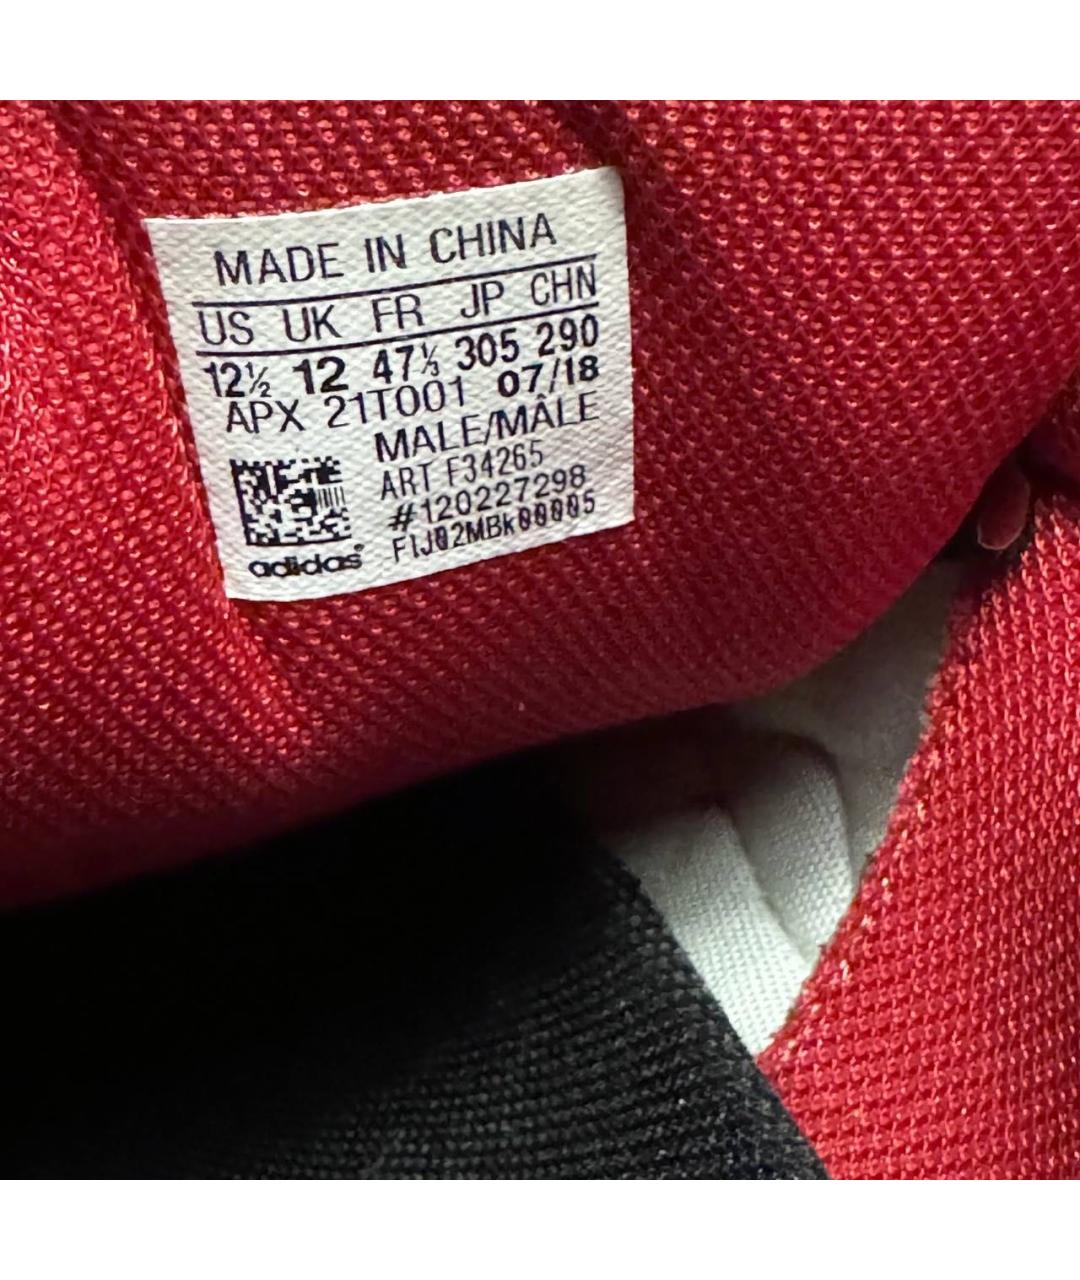 MADE IN CHINA
US UK FR JP CHN
12½ 12 47⅓ 305 290
APX 21T001 07/18
MALE/MÂLE
ART F34265
#120227298
FIJ02MBk00005
adidas®